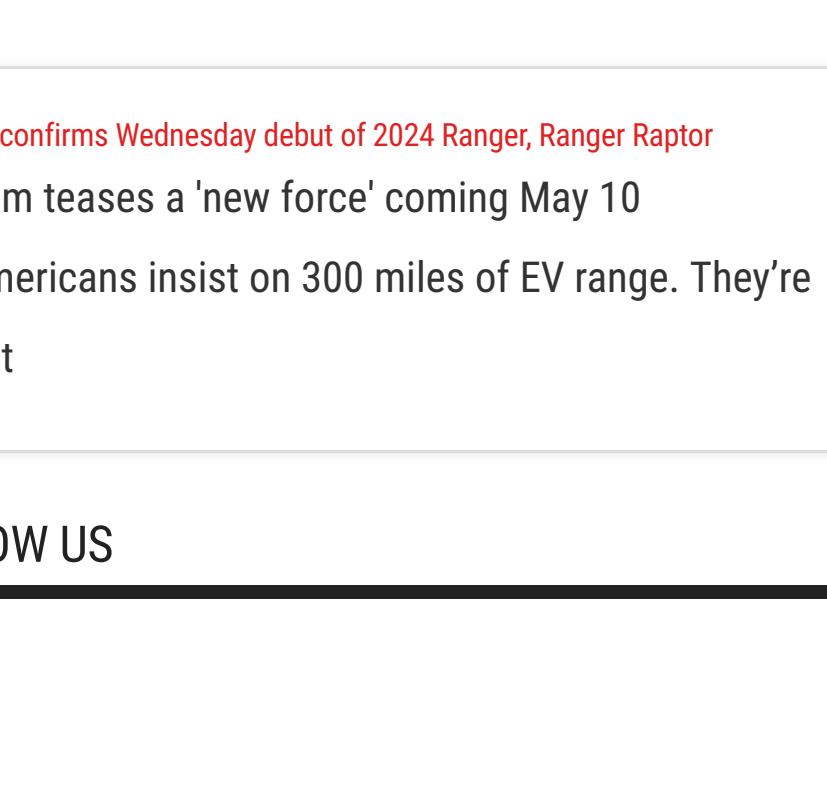 confirms Wednesday debut of 2024 Ranger, Ranger Raptor
m teases a 'new force' coming May 10
mericans insist on 300 miles of EV range. They’re
t
OW US